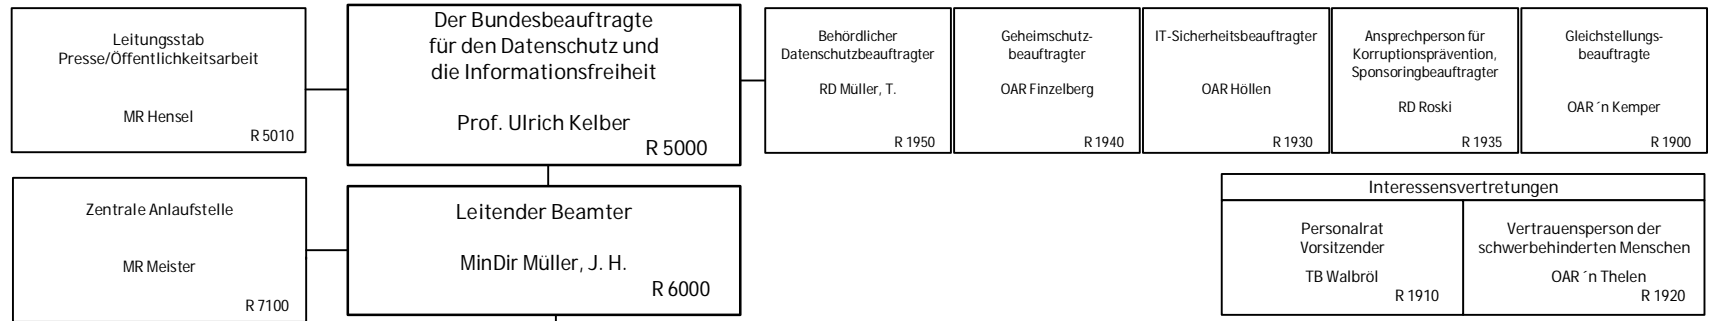 Leitungsstab
Presse/Öffentlichkeitsarbeit
MR Hensel
R 5010
Der Bundesbeauftragte
für den Datenschutz und
die Informationsfreiheit
Prof. Ulrich Kelber
R 5000
Behördlicher
Datenschutzbeauftragter
RD Müller, T.
R 1950
Geheimschutz-
beauftragter
OAR Finzelberg
R 1940
IT-Sicherheitsbeauftragter
OAR Höllen
R 1930
Ansprechperson für
Korruptionsprävention,
Sponsoringbeauftragter
RD Roski
R 1935
Gleichstellungs-
beauftragte
OAR ´n Kemper
R 1900
Zentrale Anlaufstelle
MR Meister
R 7100
Leitender Beamter
MinDir Müller, J. H.
R 6000
Interessensvertretungen
Personalrat
Vorsitzender
TB Walbröl
R 1910
Vertrauensperson der
schwerbehinderten Menschen
OAR ´n Thelen
R 1920